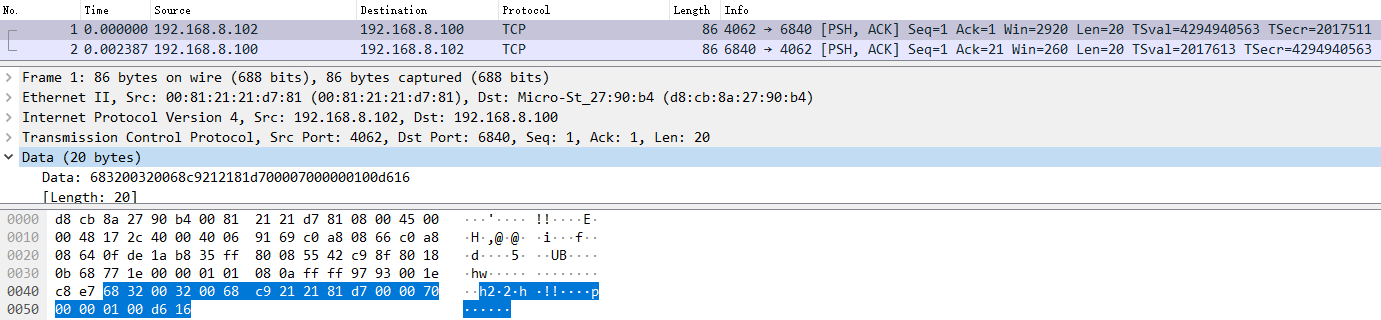 No. Time Source Destination Protocol Length Info
1 0.000000 192.168.8.102 192.168.8.100 TCP 86 4062 → 6840 [PSH, ACK] Seq=1 Ack=1 Win=2920 Len=20 TSval=4294940563 TSecr=2017511
2 0.002387 192.168.8.100 192.168.8.102 TCP 86 6840 → 4062 [PSH, ACK] Seq=1 Ack=21 Win=260 Len=20 TSval=2017613 TSecr=4294940563
Frame 1: 86 bytes on wire (688 bits), 86 bytes captured (688 bits)
Ethernet II, Src: 00:81:21:21:d7:81 (00:81:21:21:d7:81), Dst: Micro-St_27:90:b4 (d8:cb:8a:27:90:b4)
Internet Protocol Version 4, Src: 192.168.8.102, Dst: 192.168.8.100
Transmission Control Protocol, Src Port: 4062, Dst Port: 6840, Seq: 1, Ack: 1, Len: 20
Data (20 bytes)
Data: 683200320068c9212181d700007000000100d616
[Length: 20]
0000 d8 cb 8a 27 90 b4 00 81 21 21 d7 81 08 00 45 00 ···'···· !!····E·
0010 00 48 17 2c 40 00 40 06 91 69 c0 a8 08 66 c0 a8 ·H·,@·@· ·i···f··
0020 08 64 0f de 1a b8 35 ff 80 08 55 42 c9 8f 80 18 ·d····5· ··UB····
0030 0b 68 77 1e 00 00 01 01 08 0a ff ff 97 93 00 1e ·hw····· ········
0040 c8 e7 68 32 00 32 00 68 c9 21 21 81 d7 00 00 70 ··h2·2·h ·!!····p
0050 00 00 01 00 d6 16 ······